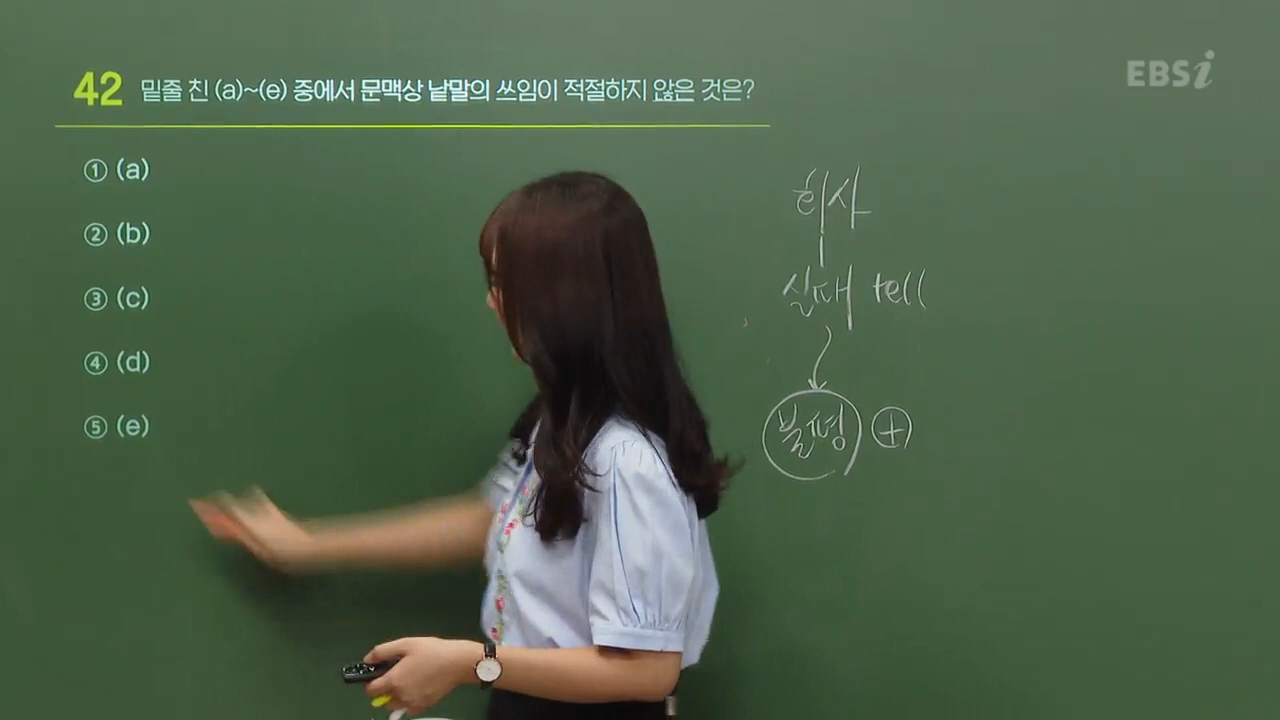 42 밑줄 친 (a)~(e) 중에서 문맥상 낱말의 쓰임이 적절하지 않은 것은?
EBSi
① (a)
② (b)
③ (c)
④ (d)
⑤ (e)
회사
실태 tell
불평 +